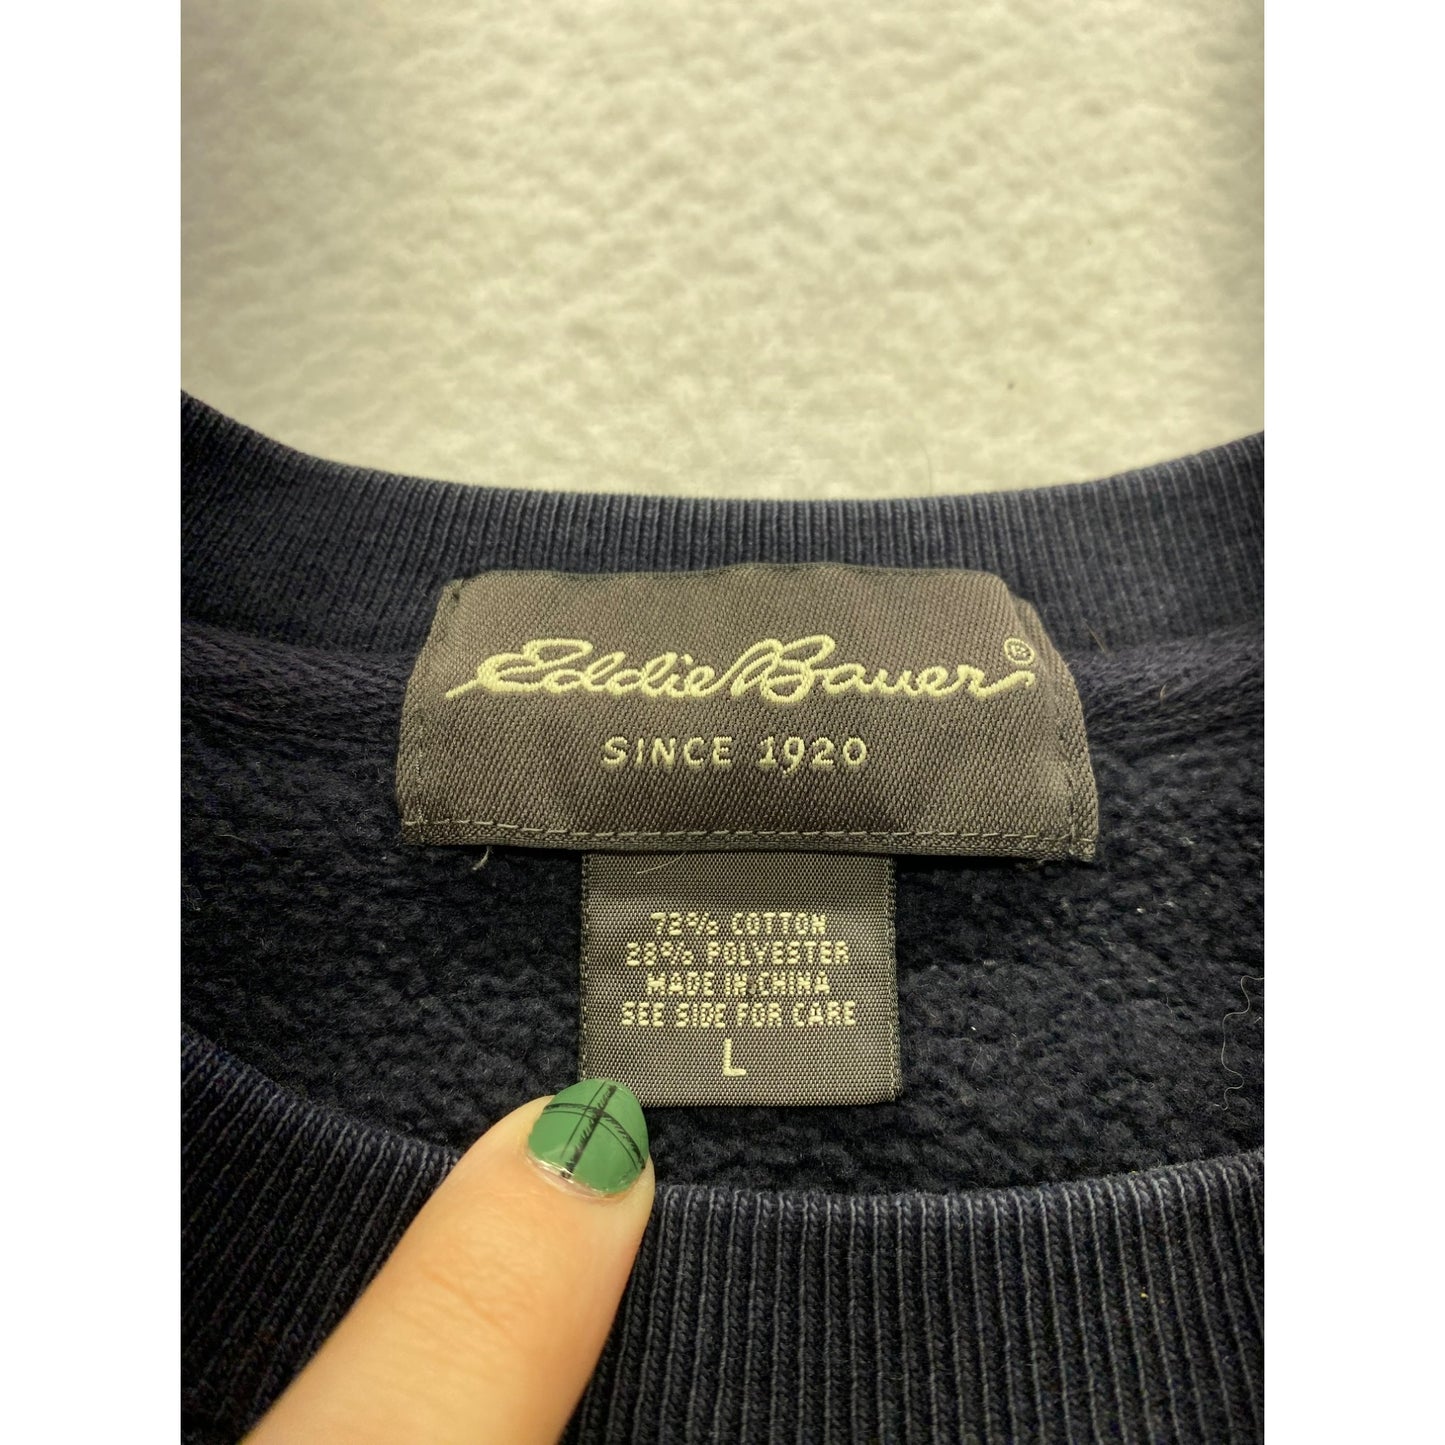 Eddie Bauer®
SINCE 1920
72% COTTON
28% POLYESTER
MADE IN CHINA
SEE SIDE FOR CARE
L